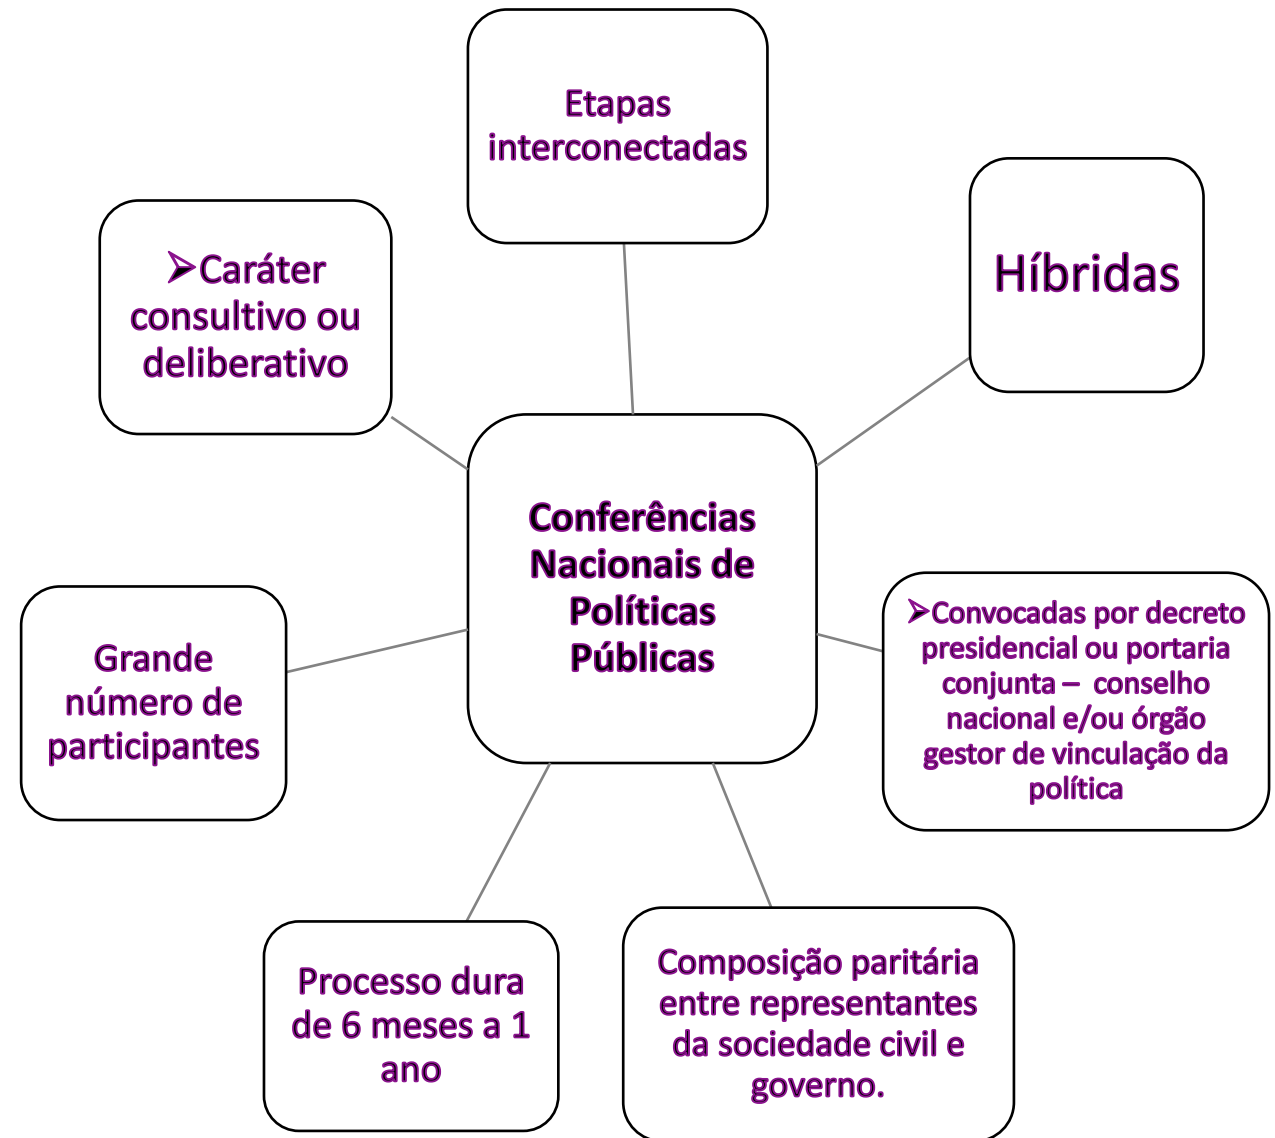 Etapas
interconectadas
Híbridas
➢Caráter
consultivo ou
deliberativo
Conferências
Nacionais de
Políticas
Públicas
➢Convocadas por decreto
presidencial ou portaria
conjunta – conselho
nacional e/ou órgão
gestor de vinculação da
política
Grande
número de
participantes
Processo dura
de 6 meses a 1
ano
Composição paritária
entre representantes
da sociedade civil e
governo.